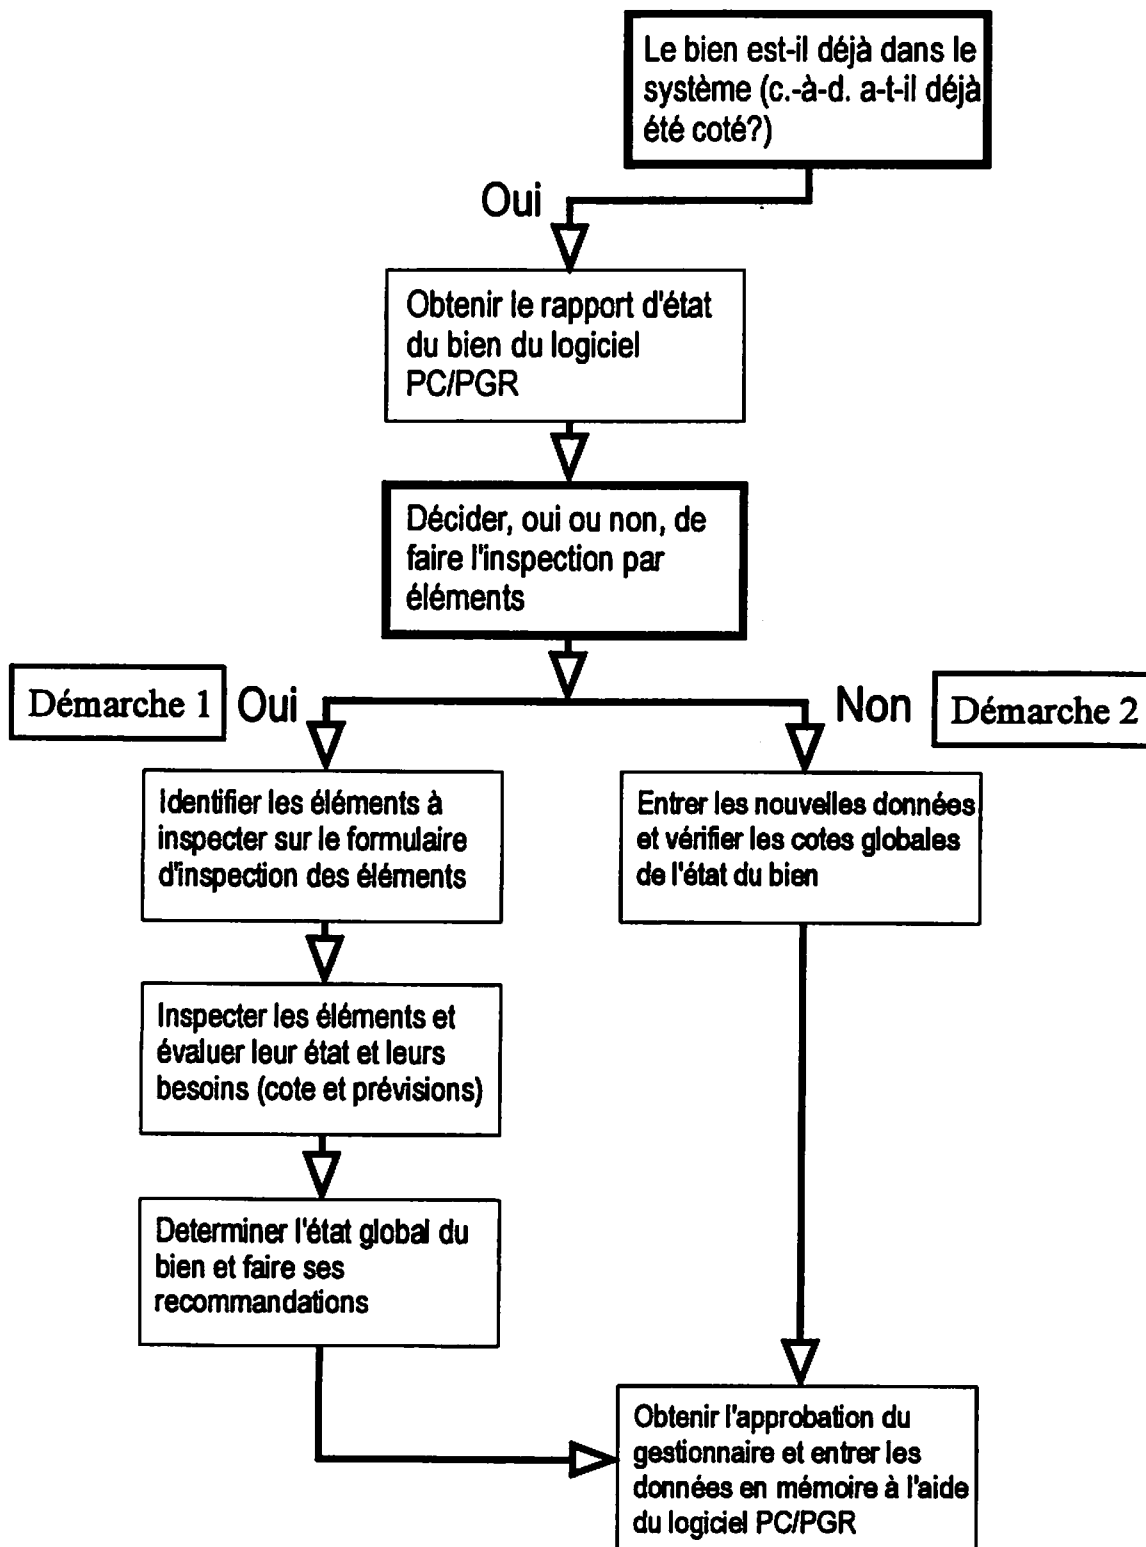 Le bien est-il déjà dans le
système (c.-à-d. a-t-il déjà
été coté?)
Oui
Obtenir le rapport d'état
du bien du logiciel
PC/PGR
Décider, oui ou non, de
faire l'inspection par
éléments
Démarche 1
Oui
Non
Démarche 2
Identifier les éléments à
inspecter sur le formulaire
d'inspection des éléments
Entrer les nouvelles données
et vérifier les cotes globales
de l'état du bien
Inspecter les éléments et
évaluer leur état et leurs
besoins (cote et prévisions)
Determiner l'état global du
bien et faire ses
recommandations
Obtenir l'approbation du
gestionnaire et entrer les
données en mémoire à l'aide
du logiciel PC/PGR